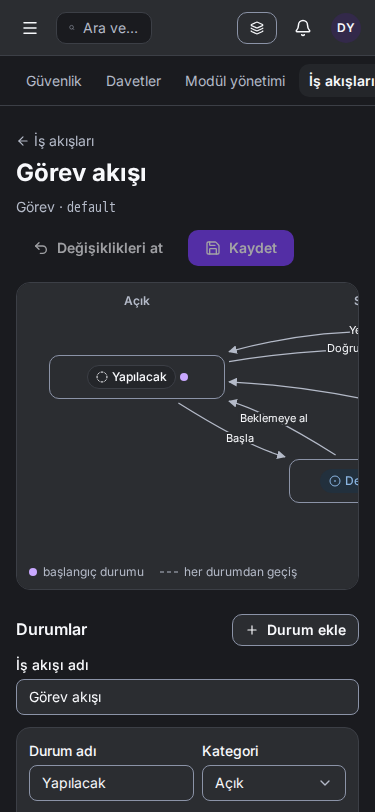 Ara ve...
DY
Güvenlik Davetler Modül yönetimi İş akışları
← İş akışları
Görev akışı
Görev · default
Değişiklikleri at Kaydet
Açık
Yapılacak
Doğru
Beklemeye al
Başla
başlangıç durumu --- her durumdan geçiş
Durumlar
+ Durum ekle
İş akışı adı
Görev akışı
Durum adı Kategori
Yapılacak Açık